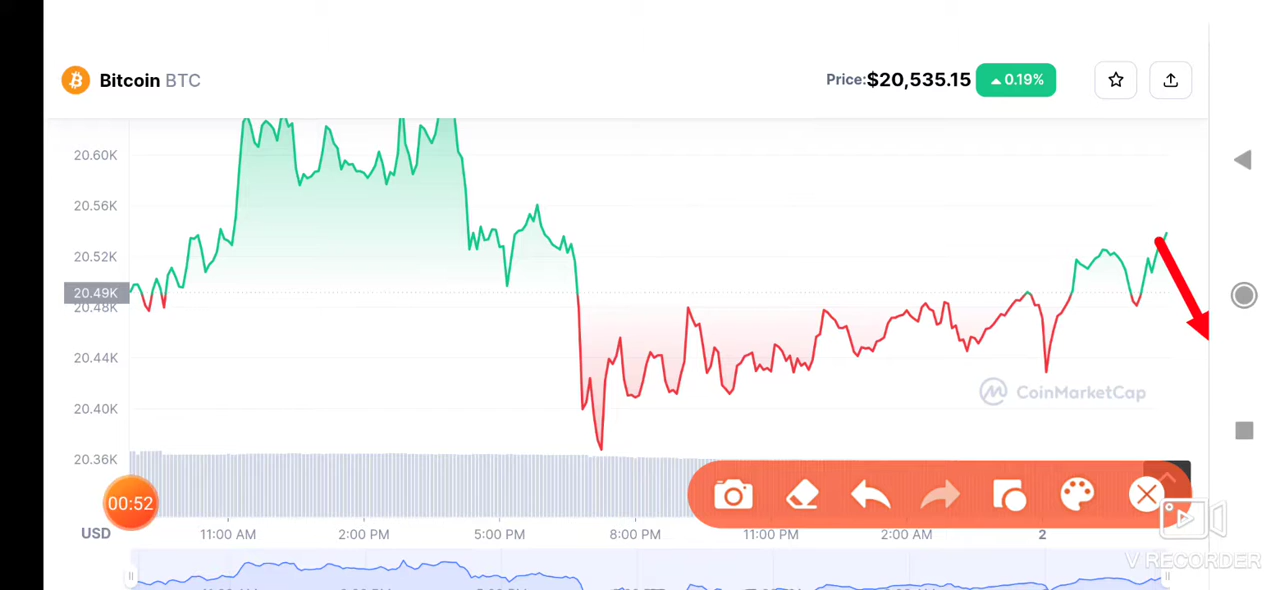 Bitcoin BTC
Price:$20,535.15
0.19%
20.60K
20.56K
20.52K
20.49K
20.48K
20.44K
20.40K
20.36K
CoinMarketCap
00:52
USD
11:00 AM
2:00 PM
5:00 PM
8:00 PM
11:00 PM
2:00 AM
2
V RECORDER